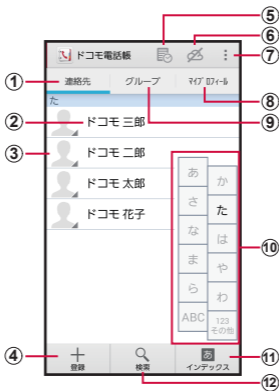 ⑤
⑥
ドコモ電話帳
⑦
① 連絡先 グループ マイプロフィール
⑧
⑨
た
② ドコモ 三郎
③ ドコモ 二郎
ドコモ 太郎
ドコモ 花子
あ
か
さ
た
な
は
ま
や
ら
わ
ABC
123
その他
⑩
④ 登録 検索 あ インデックス ⑪
⑫